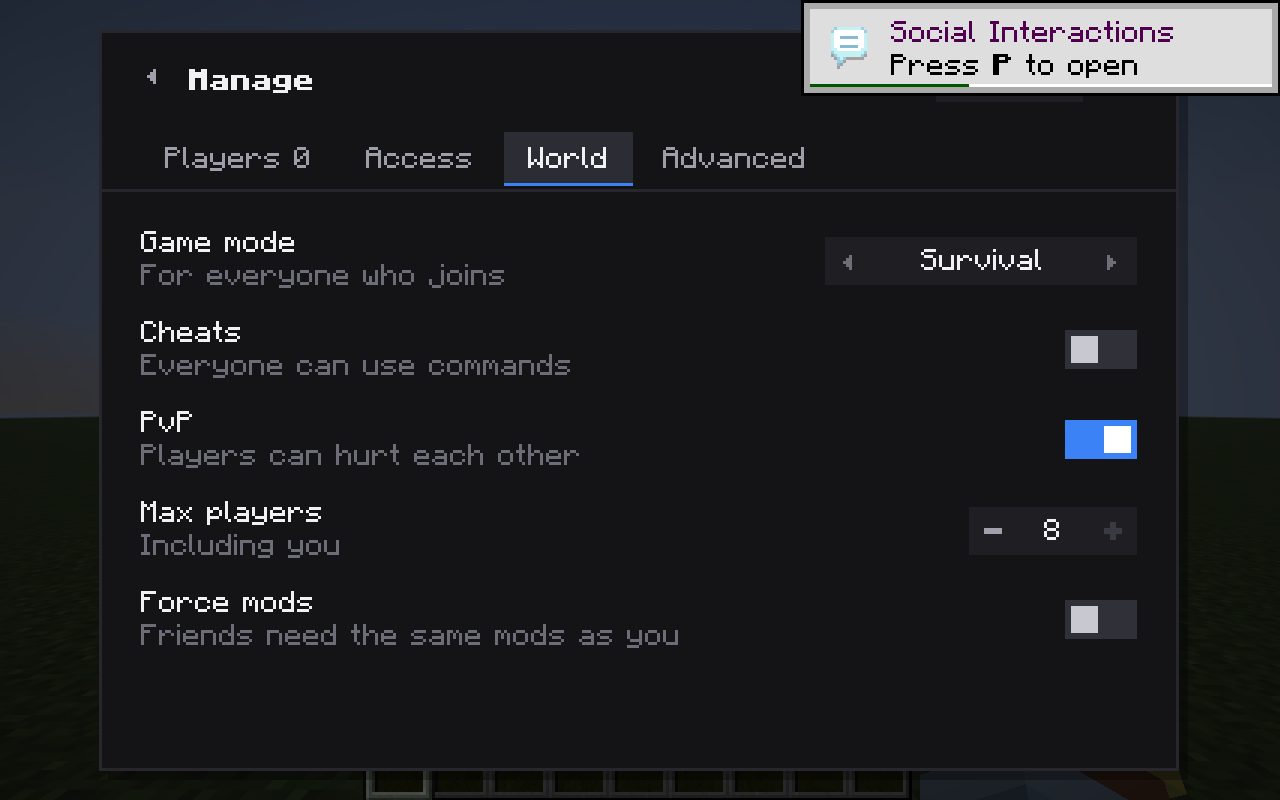 Social Interactions
Press P to open
Manage
Players 0
Access
World
Advanced
Game mode
For everyone who joins
Survival
Cheats
Everyone can use commands
PvP
Players can hurt each other
Max players
Including you
8
Force mods
Friends need the same mods as you